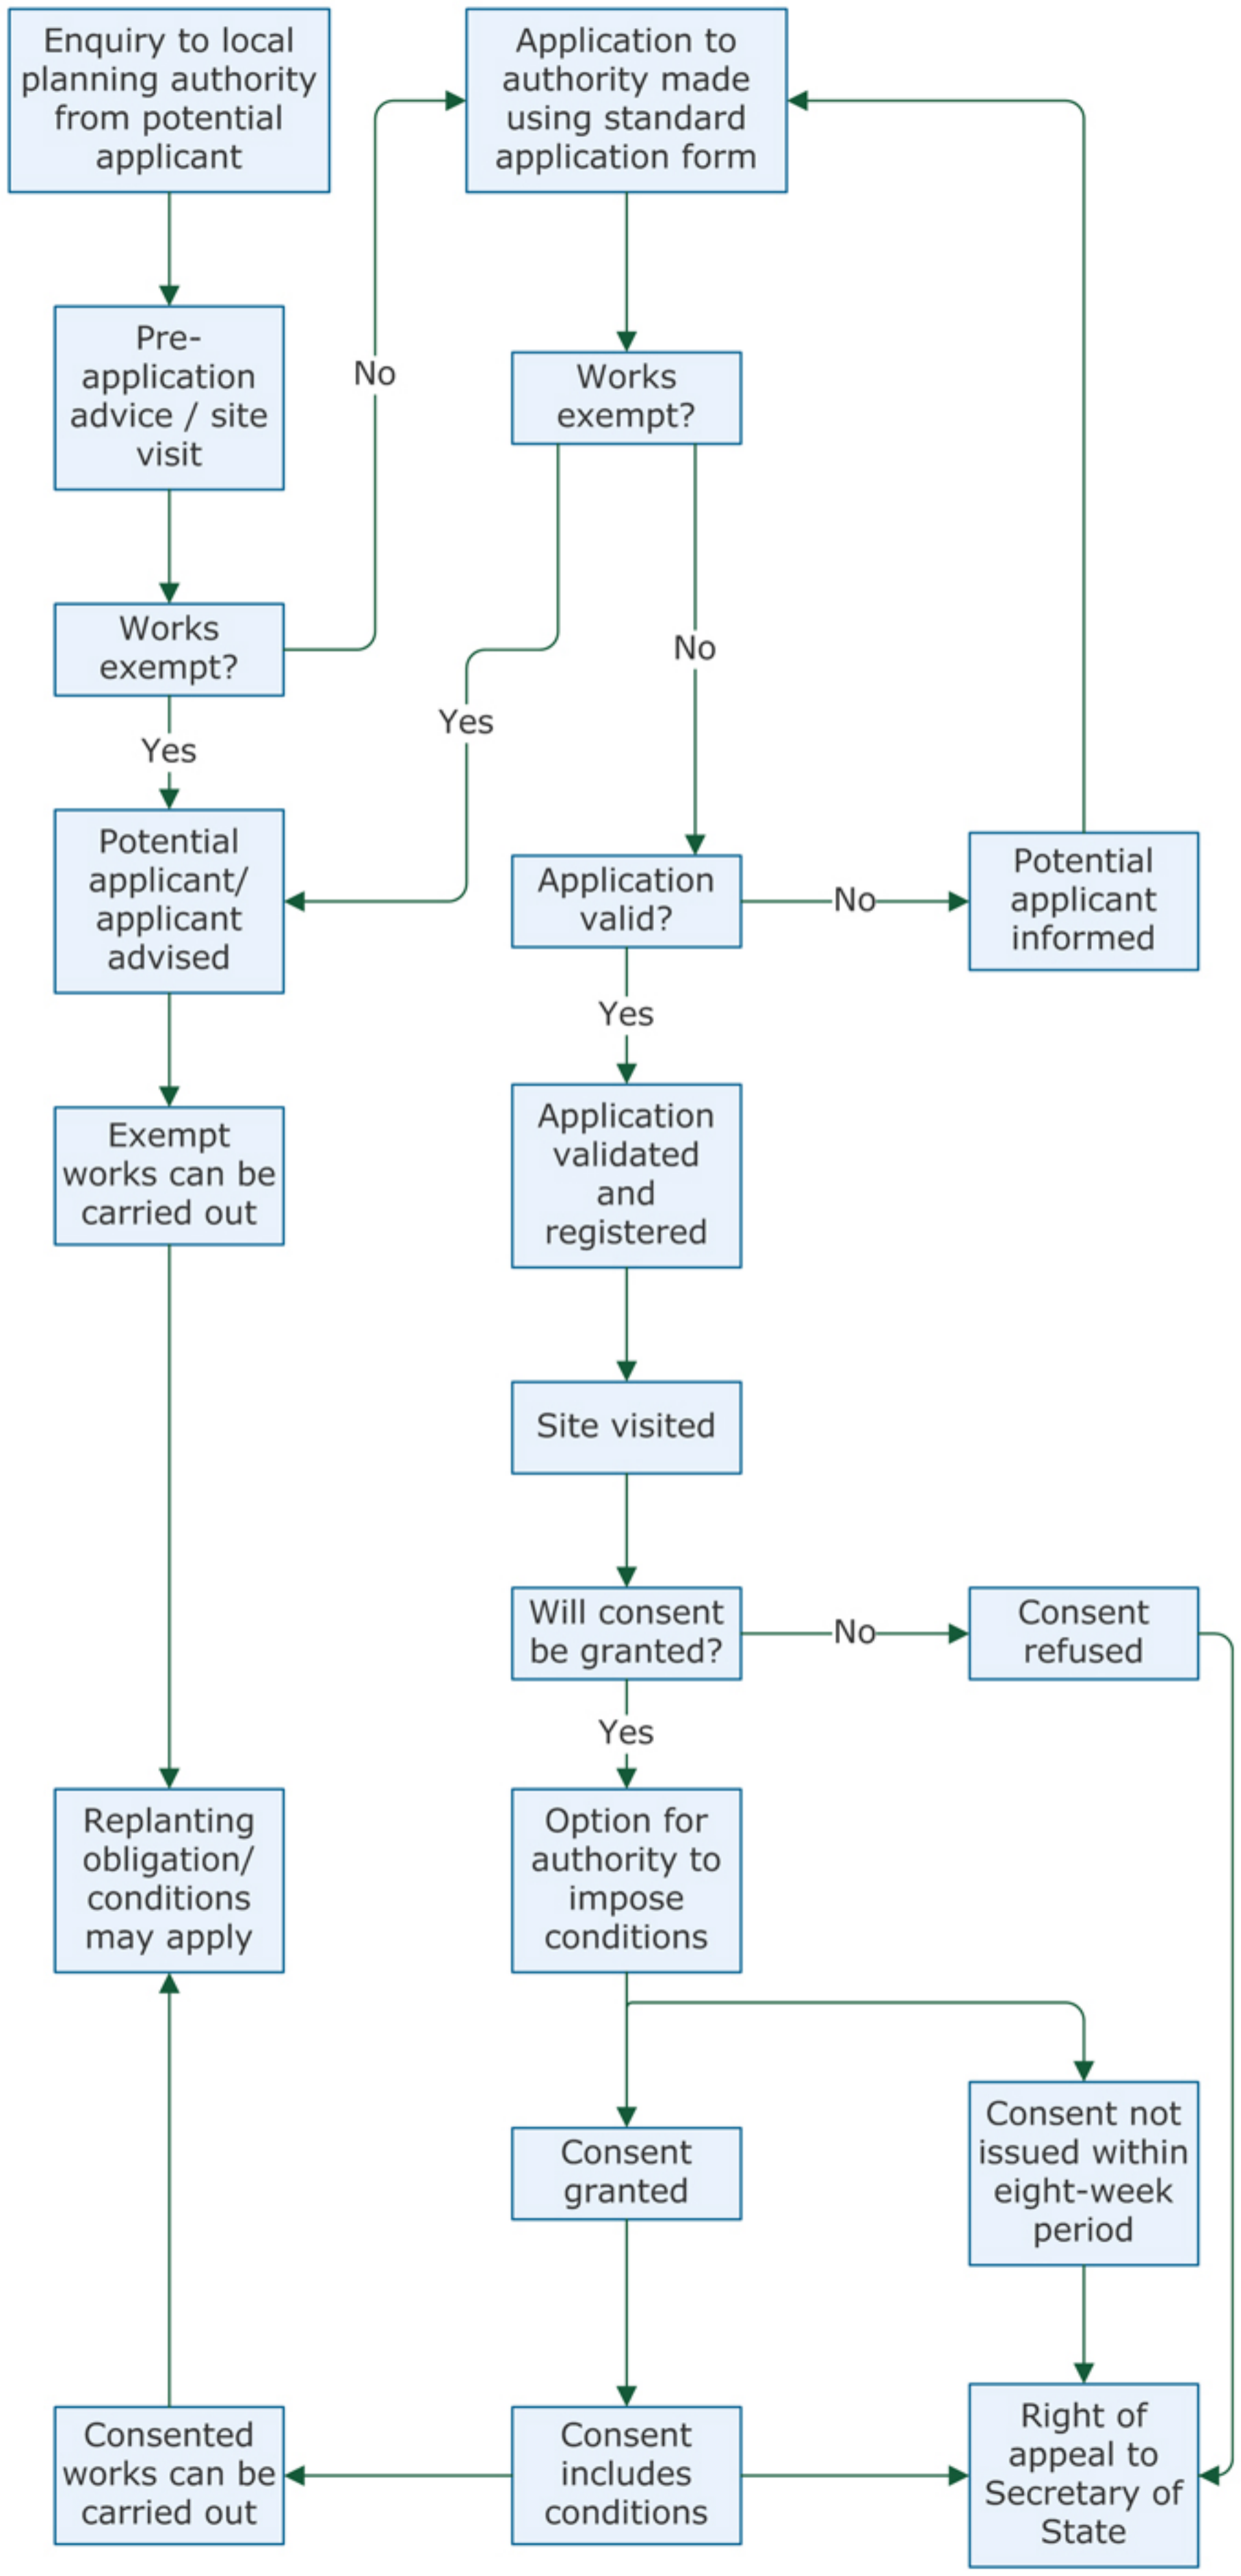 Enquiry to local
planning authority
from potential
applicant
Application to
authority made
using standard
application form
Pre-
application
advice / site
visit
No
Works
exempt?
Works
exempt?
No
Yes
Yes
Potential
applicant/
applicant
advised
Application
valid?
No
Potential
applicant
informed
Yes
Exempt
works can be
carried out
Application
validated
and
registered
Site visited
Will consent
be granted?
No
Consent
refused
Yes
Replanting
obligation/
conditions
may apply
Option for
authority to
impose
conditions
Consent
granted
Consent not
issued within
eight-week
period
Consented
works can be
carried out
Consent
includes
conditions
Right of
appeal to
Secretary of
State